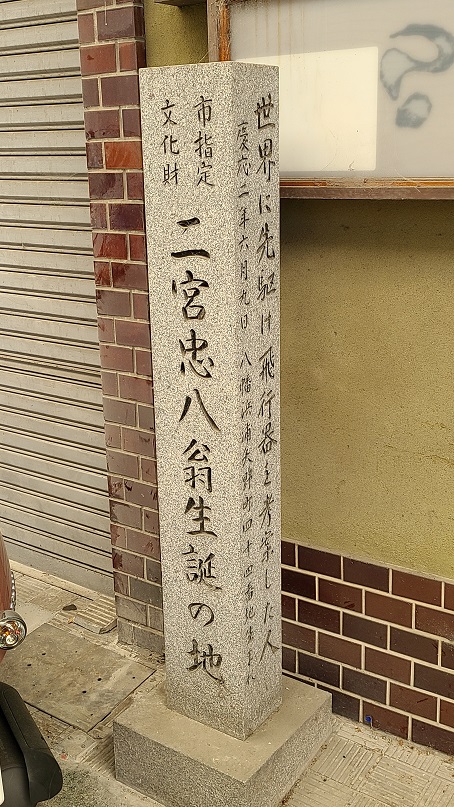 市指定
文化財
二宮忠八翁生誕の地
世界に先駆け飛行器を考案した人
慶応二年六月九日 八幡浜浦矢野町四十四番地生まれ